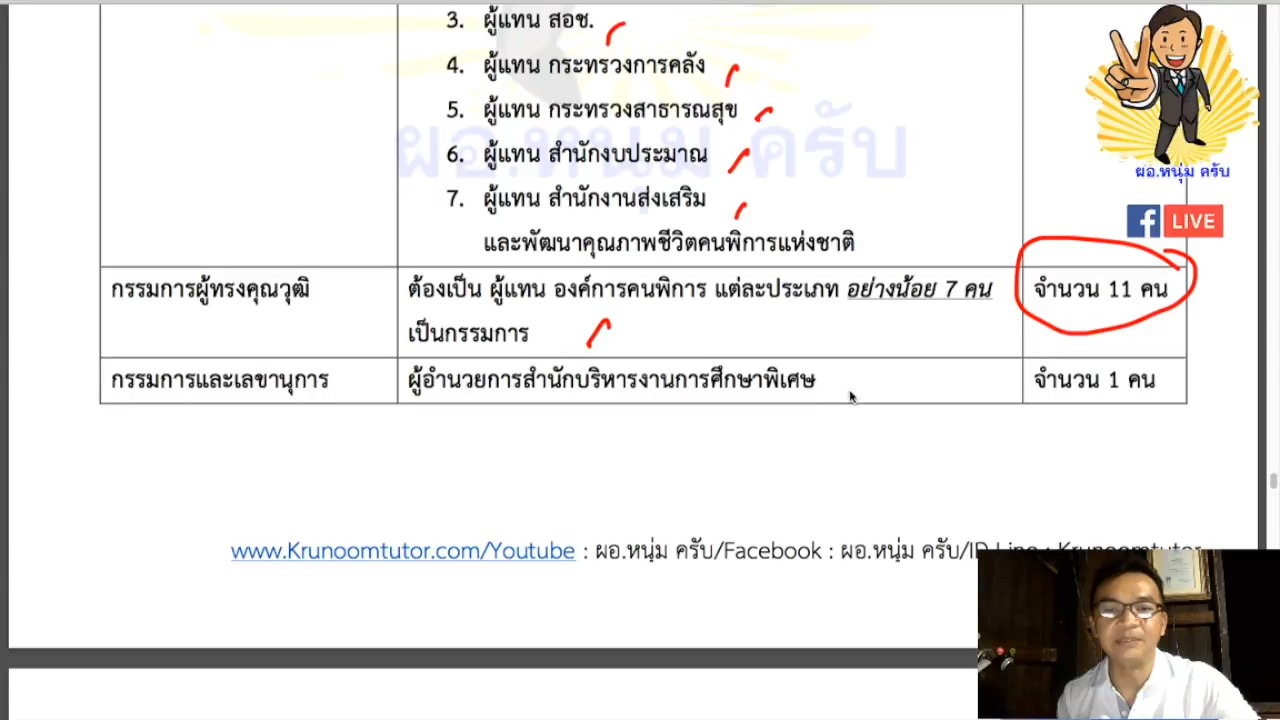 3. ผู้แทน สอช.
4. ผู้แทน กระทรวงการคลัง
5. ผู้แทน กระทรวงสาธารณสุข
6. ผู้แทน สำนักงบประมาณ
7. ผู้แทน สำนักงานส่งเสริม
และพัฒนาคุณภาพชีวิตคนพิการแห่งชาติ
ผอ.หนุ่ม ครับ
ผอ.หนุ่ม ครับ
f LIVE
กรรมการผู้ทรงคุณวุฒิ ต้องเป็น ผู้แทน องค์การคนพิการ แต่ละประเภท อย่างน้อย 7 คน จำนวน 11 คน
เป็นกรรมการ
กรรมการและเลขานุการ ผู้อำนวยการสำนักบริหารงานการศึกษาพิเศษ จำนวน 1 คน
www.Krunoomtutor.com/Youtube : ผอ.หนุ่ม ครับ/Facebook : ผอ.หนุ่ม ครับ/ID Line : Krunoomtutor